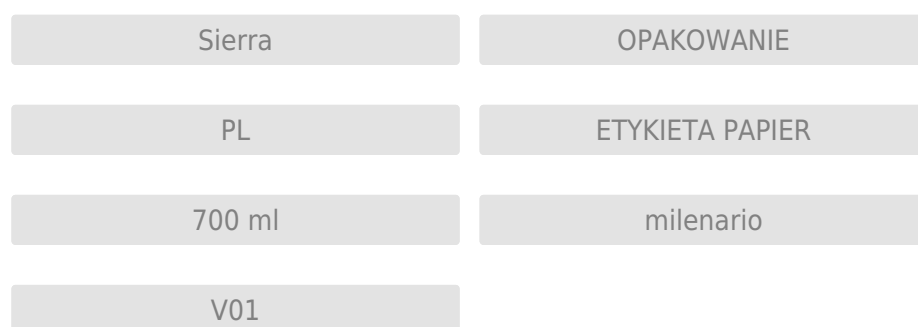 Sierra
OPAKOWANIE
PL
ETYKIETA PAPIER
700 ml
milenario
V01